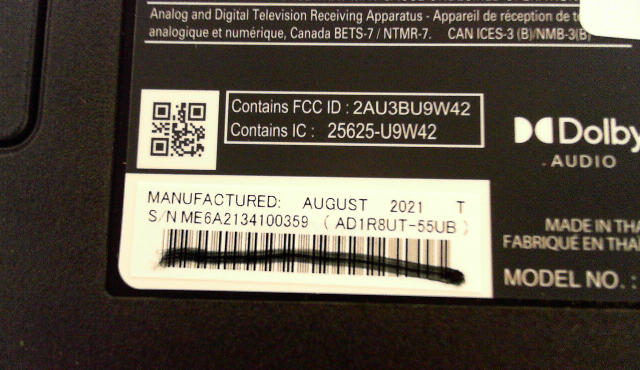 Analog and Digital Television Receiving Apparatus - Appareil de réception de
analogique et numérique, Canada BETS-7 / NTMR-7. CAN ICES-3 (B)/NMB-3(B)
Contains FCC ID : 2AU3BU9W42
Contains IC : 25625-U9W42
Dolby
AUDIO
MANUFACTURED: AUGUST 2021 T
S/N ME6A2134100359 ( AD1R8UT-55UB )
MADE IN
FABRIQUÉ EN
MODEL NO. :